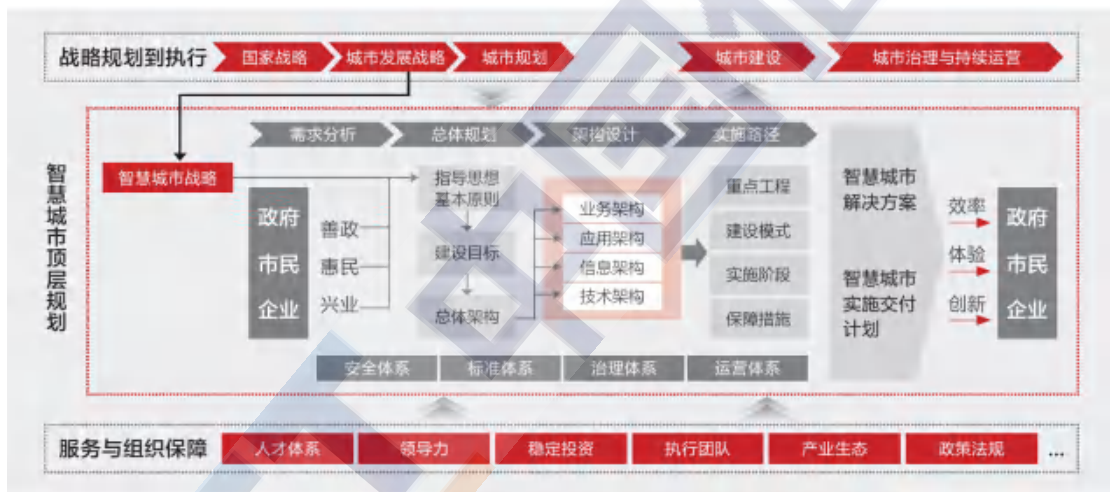 战略规划到执行
国家战略
城市发展战略
城市规划
城市建设
城市治理与持续运营
智慧城市顶层规划
需求分析
总体规划
架构设计
实施路径
智慧城市战略
政府
市民
企业
善政
惠民
兴业
指导思想
基本原则
建设目标
总体架构
业务架构
应用架构
信息架构
技术架构
重点工程
建设模式
实施阶段
保障措施
智慧城市
解决方案
智慧城市
实施交付
计划
效率
体验
创新
政府
市民
企业
安全体系
标准体系
治理体系
运营体系
服务与组织保障
人才体系
领导力
稳定投资
执行团队
产业生态
政策法规
...